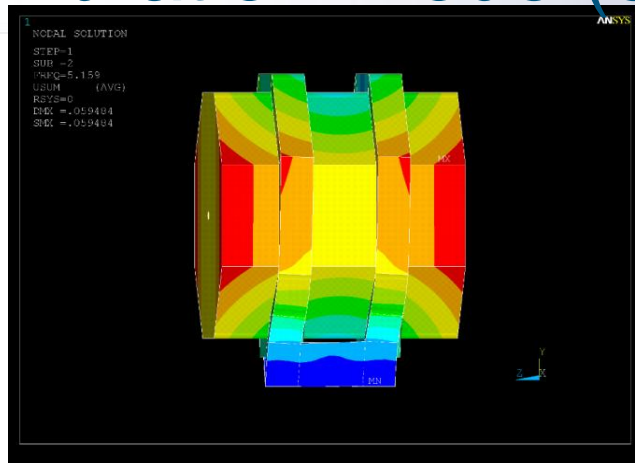 1
ANSYS
NODAL SOLUTION
STEP=1
SUB =2
FREQ=5.159
USUM (AVG)
RSYS=0
DMX =.059484
SMX =.059484
MX
MN
Y
Z X